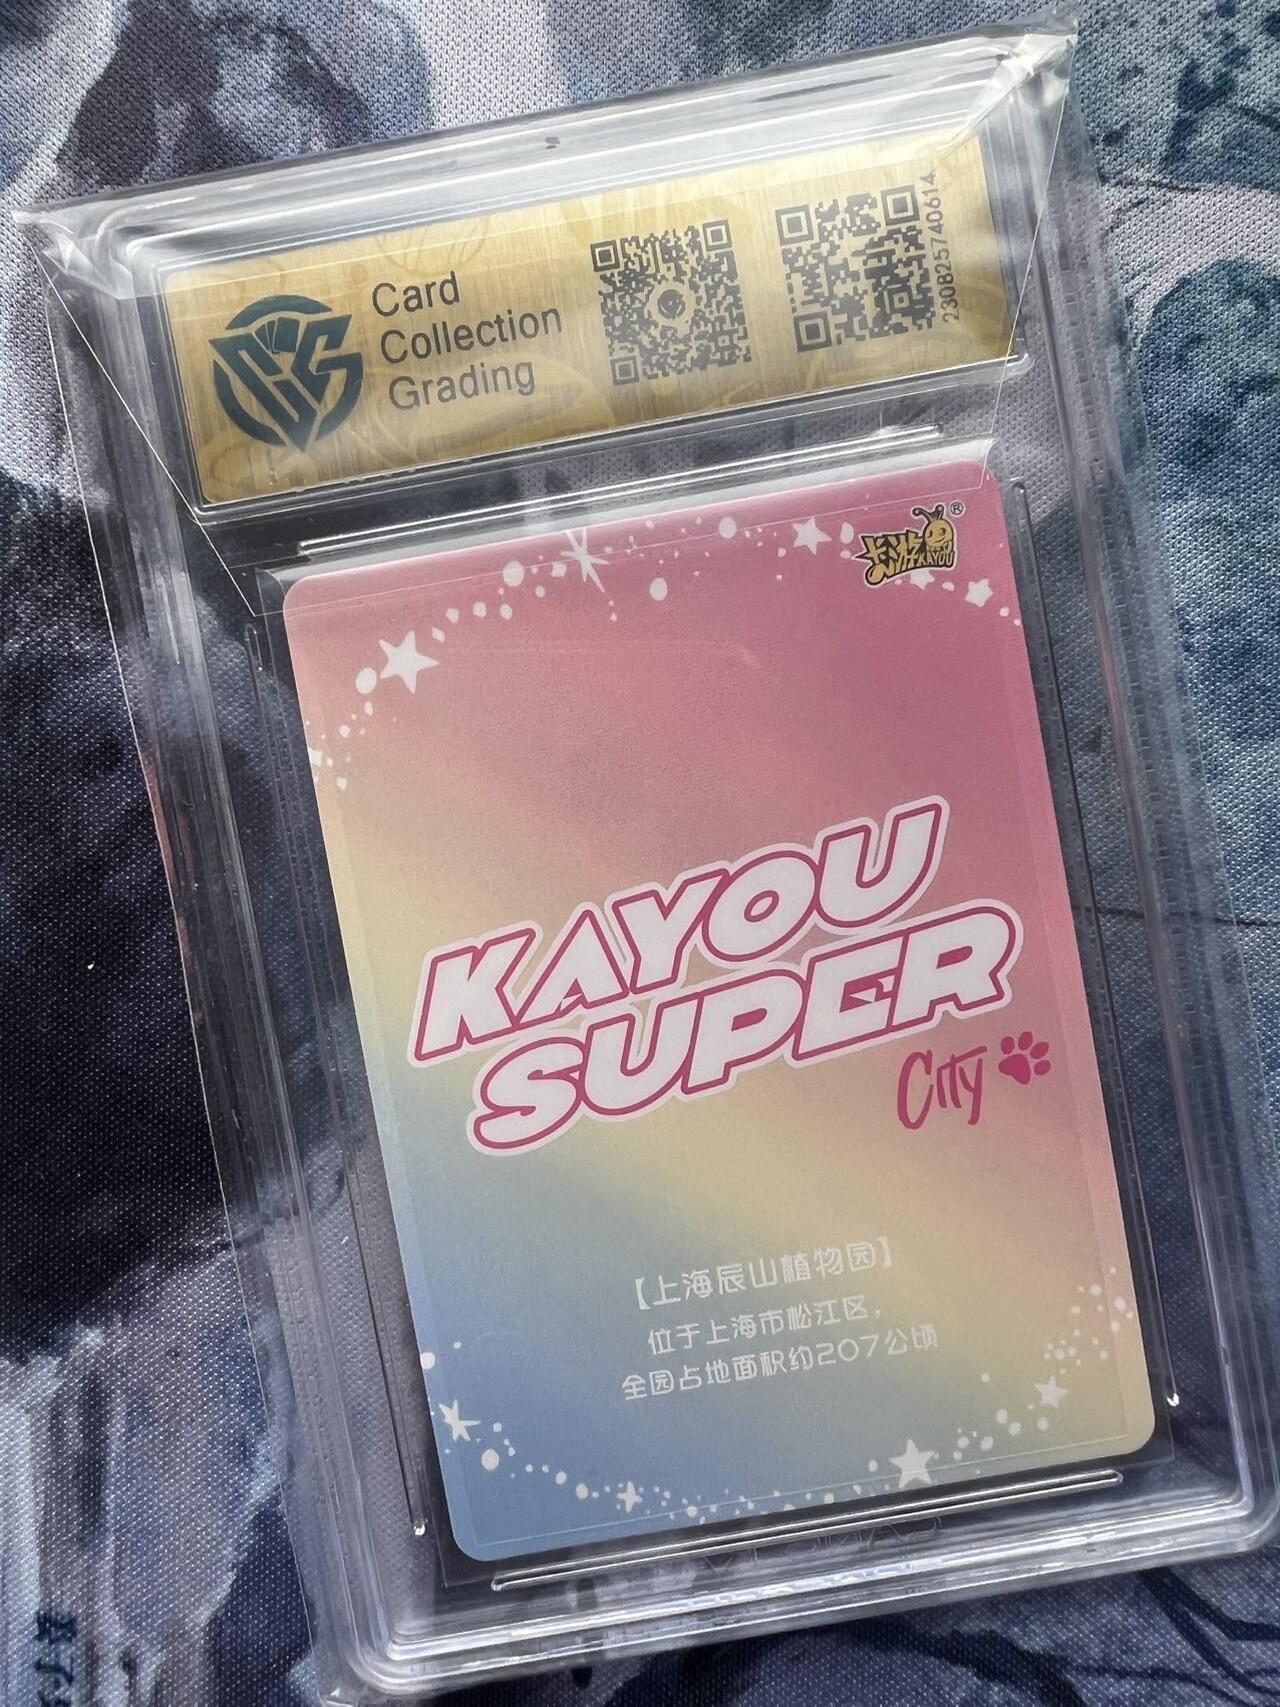 Card
Collection
Grading
230825740614
卡游
KAYOU
®
KAYOU
SUPER
City
【上海辰山植物园】
位于上海市松江区,
全园占地面积约207公顷